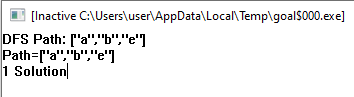 [Inactive C:\Users\user\AppData\Local\Temp\goal$000.exe]
DFS Path: ["a","b","e"]
Path=["a","b","e"]
1 Solution